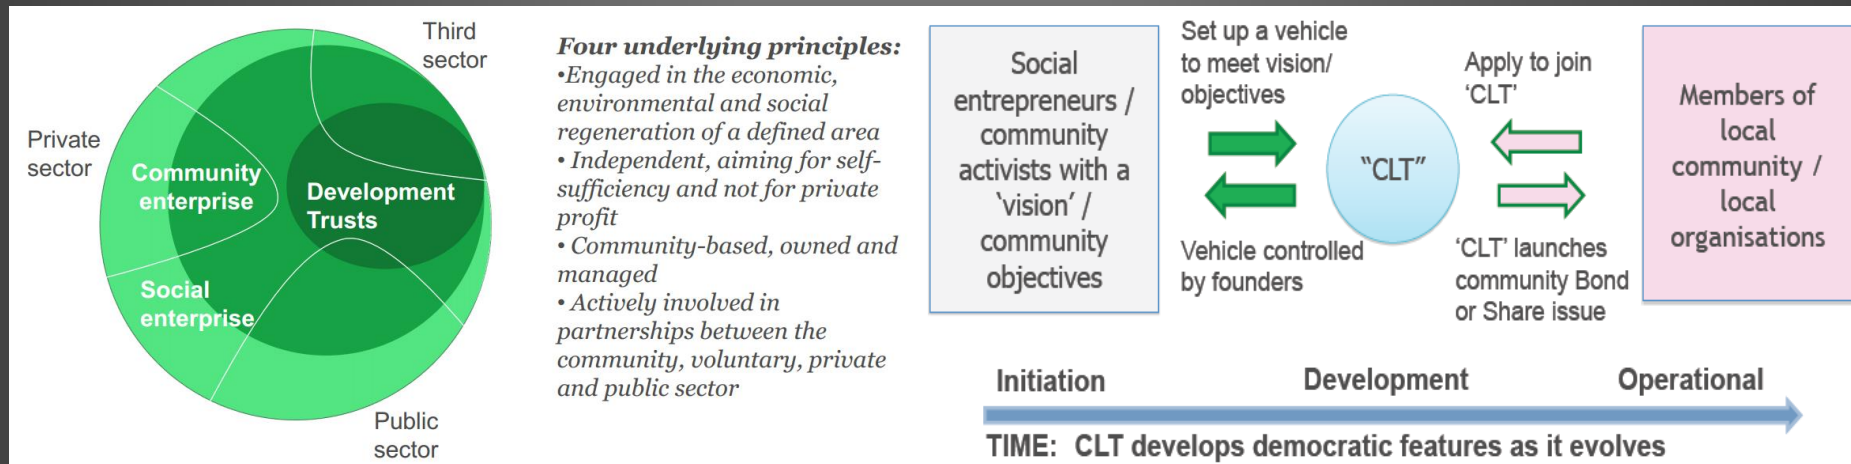 Third
sector
Private
sector
Community
enterprise
Development
Trusts
Social
enterprise
Public
sector
Four underlying principles:
•Engaged in the economic,
environmental and social
regeneration of a defined area
• Independent, aiming for self-
sufficiency and not for private
profit
• Community-based, owned and
managed
• Actively involved in
partnerships between the
community, voluntary, private
and public sector
Social
entrepreneurs /
community
activists with a
‘vision’ /
community
objectives
Set up a vehicle
to meet vision/
objectives
Vehicle controlled
by founders
“CLT”
Apply to join
‘CLT’
‘CLT’ launches
community Bond
or Share issue
Members of
local
community /
local
organisations
Initiation
Development
Operational
TIME: CLT develops democratic features as it evolves